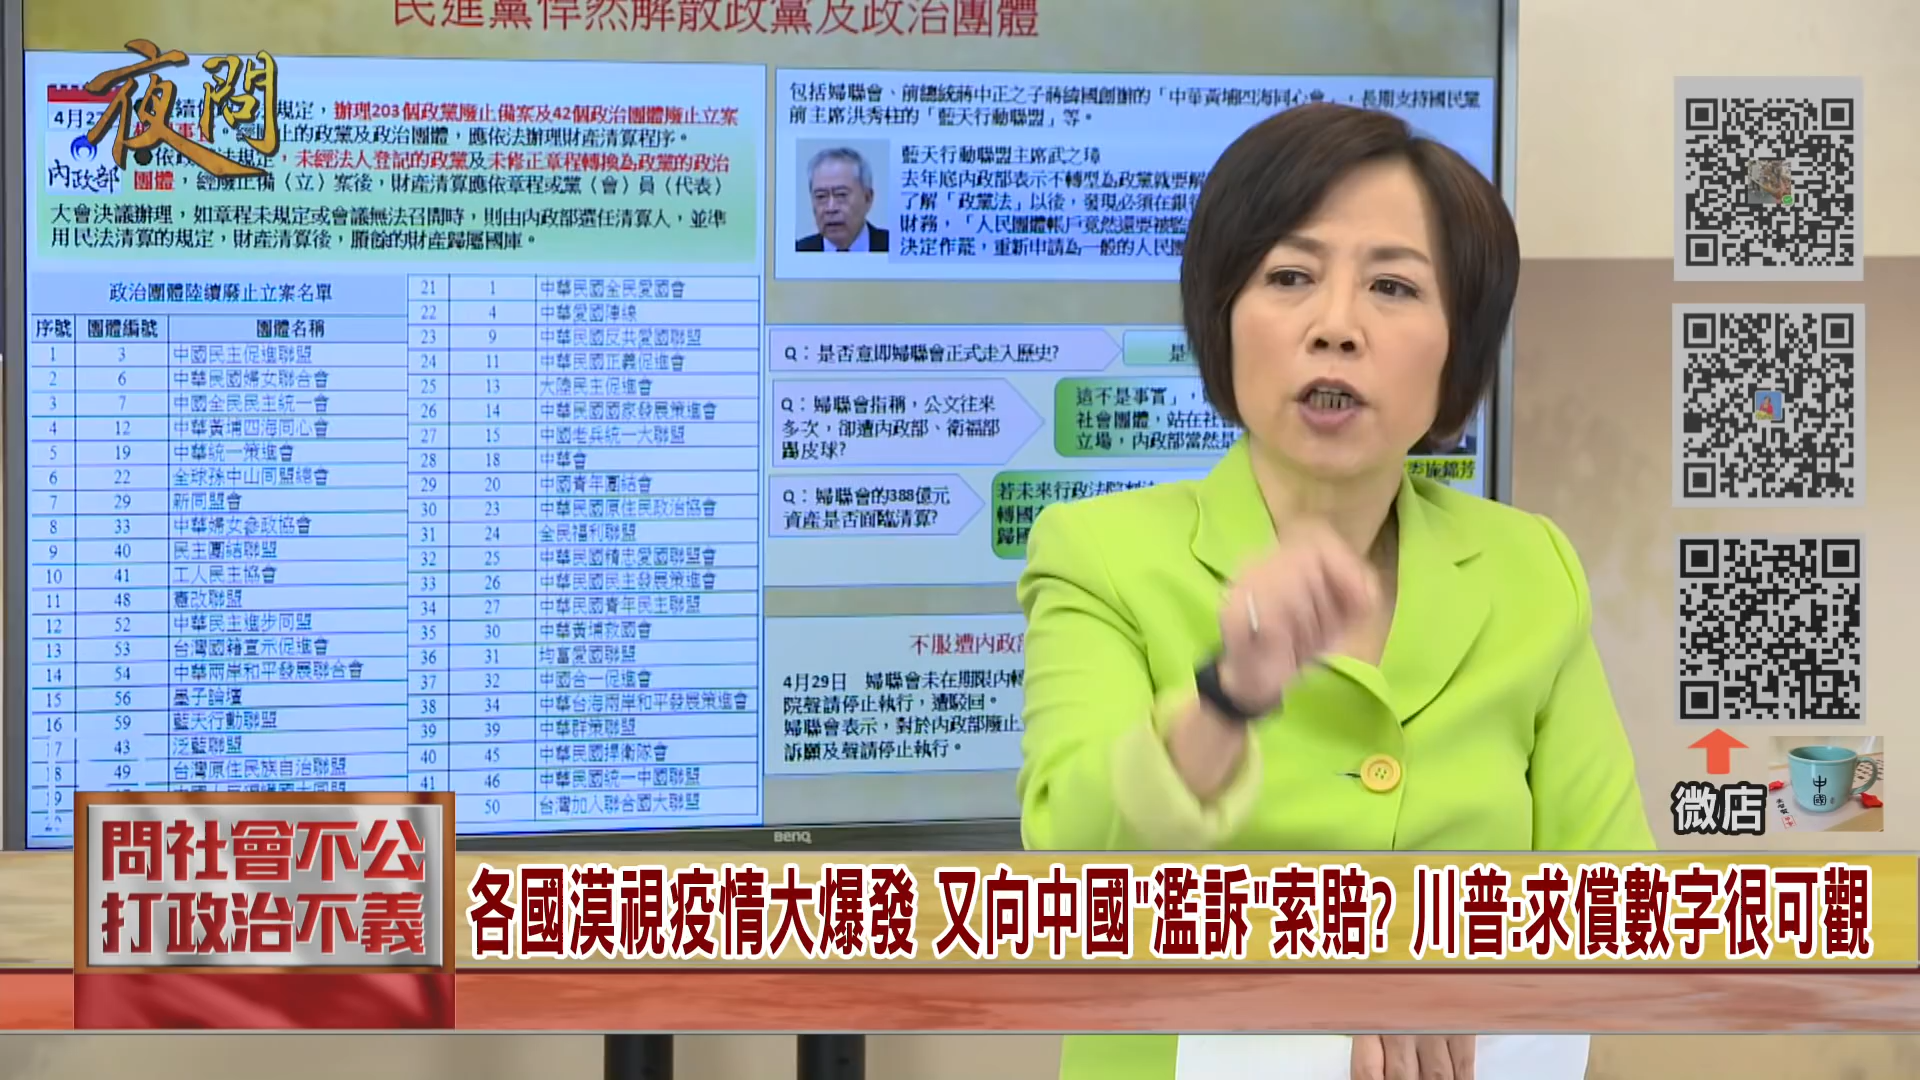 民進黨悍然解散政黨及政治團體
夜問
4月27
內政部
規定，辦理203個政黨廢止備案及42個政治團體廢止立案
止的政黨及政治團體，應依法辦理財產清算程序。
規定，未經法人登記的政黨及未修正章程轉換為政黨的政治
團體，經廢止備（立）案後，財產清算應依章程或黨（會）員（代表）
大會決議辦理，如章程未規定或會議無法召開時，則由內政部選任清算人，並準
用民法清算的規定，財產清算後，賸餘的財產歸屬國庫。
政治團體陸續廢止立案名單
序號 團體編號 團體名稱
1 3 中國民主促進聯盟
2 6 中華民國婦女聯合會
3 7 中國全民民主統一會
4 12 中華黃埔四海同心會
5 19 中華統一策進會
6 22 全球孫中山同盟總會
7 29 新同盟會
8 33 中華婦女參政協會
9 40 民主團結聯盟
10 41 工人民主協會
11 48 憲改聯盟
12 52 中華民主進步同盟
13 53 台灣國籍宣示促進會
14 54 中華兩岸和平發展聯合會
15 56 墨子論壇
16 59 藍天行動聯盟
17 43 泛藍聯盟
18 49 台灣原住民族自治聯盟
19
21 1 中華民國全民愛國會
22 4 中華愛國陣線
23 9 中華民國反共愛國聯盟
24 11 中華民國正義促進會
25 13 大陸民主促進會
26 14 中華民國國家發展策進會
27 15 中國老兵統一大聯盟
28 18 中華會
29 20 中國青年團結會
30 23 中華民國原住民政治協會
31 24 全民福利聯盟
32 25 中華民國精忠愛國聯盟會
33 26 中華民國民主發展策進會
34 27 中華民國青年民主聯盟
35 30 中華黃埔救國會
36 31 均富愛國聯盟
37 32 中國合一促進會
38 34 中華台海兩岸和平發展策進會
39 39 中華群策聯盟
40 45 中華民國捍衛隊會
41 46 中華民國統一中國聯盟
50 台灣加入聯合國大聯盟
包括婦聯會、前總統蔣中正之子蔣緯國創辦的「中華黃埔四海同心會」，長期支持國民黨
前主席洪秀柱的「藍天行動聯盟」等。
藍天行動聯盟主席武之璋
去年底內政部表示不轉型為政黨就要解
了解「政黨法」以後，發現必須在銀行
財務，「人民團體帳戶竟然還要被監
決定作罷，重新申請為一般的人民團
Q：是否意即婦聯會正式走入歷史?
是
Q：婦聯會指稱，公文往來
多次，卻遭內政部、衛福部
踢皮球?
這不是事實」，
社會團體，站在社會
立場，內政部當然是
Q：婦聯會的388億元
資產是否面臨清算?
若未來行政法院判決
轉國
歸國
施錦芳
不服遭內政部
4月29日 婦聯會未在期限內轉
院聲請停止執行，遭駁回。
婦聯會表示，對於內政部廢止
訴願及聲請停止執行。
BenQ
微店
中國
問社會不公
打政治不義
各國漠視疫情大爆發 又向中國"濫訴"索賠? 川普:求償數字很可觀